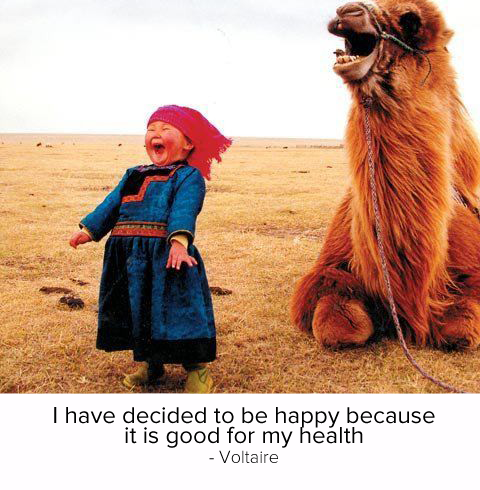 I have decided to be happy because
it is good for my health
- Voltaire